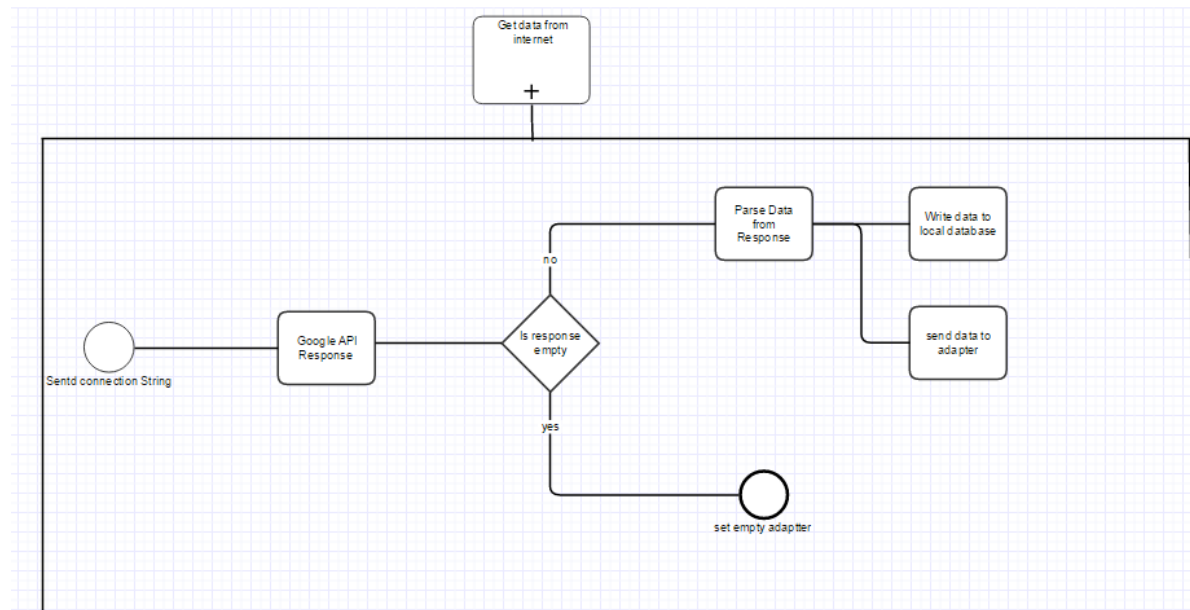 Get data from
internet
Parse Data
from
Response
Write data to
local database
no
Google API
Response
Is response
empty
send data to
adapter
Sentd connection String
yes
set empty adaptter